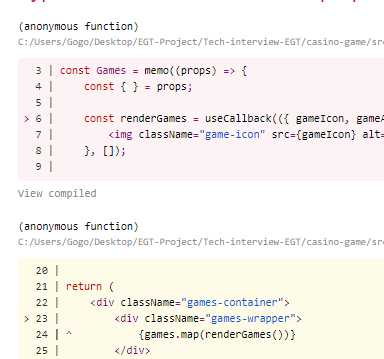 (anonymous function)
C:/Users/Gogo/Desktop/EGT-Project/Tech-interview-EGT/casino-game/sr
3 | const Games = memo((props) => {
4 | const { } = props;
5 |
> 6 | const renderGames = useCallback(({ gameIcon, gameA
7 | <img className="game-icon" src={gameIcon} alt=
8 | }, []);
9 |
View compiled
(anonymous function)
C:/Users/Gogo/Desktop/EGT-Project/Tech-interview-EGT/casino-game/sr
20 |
21 | return (
22 | <div className="games-container">
> 23 | <div className="games-wrapper">
24 | ^ {games.map(renderGames())}
25 | </div>